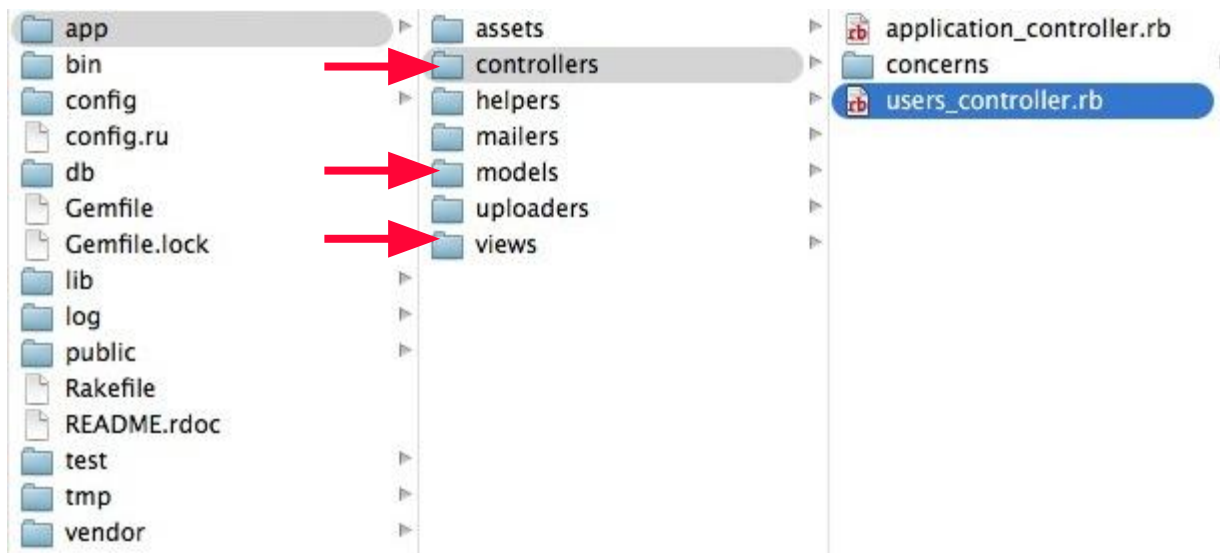 app
bin
config
config.ru
db
Gemfile
Gemfile.lock
lib
log
public
Rakefile
README.rdoc
test
tmp
vendor
assets
controllers
helpers
mailers
models
uploaders
views
rb application_controller.rb
concerns
rb users_controller.rb